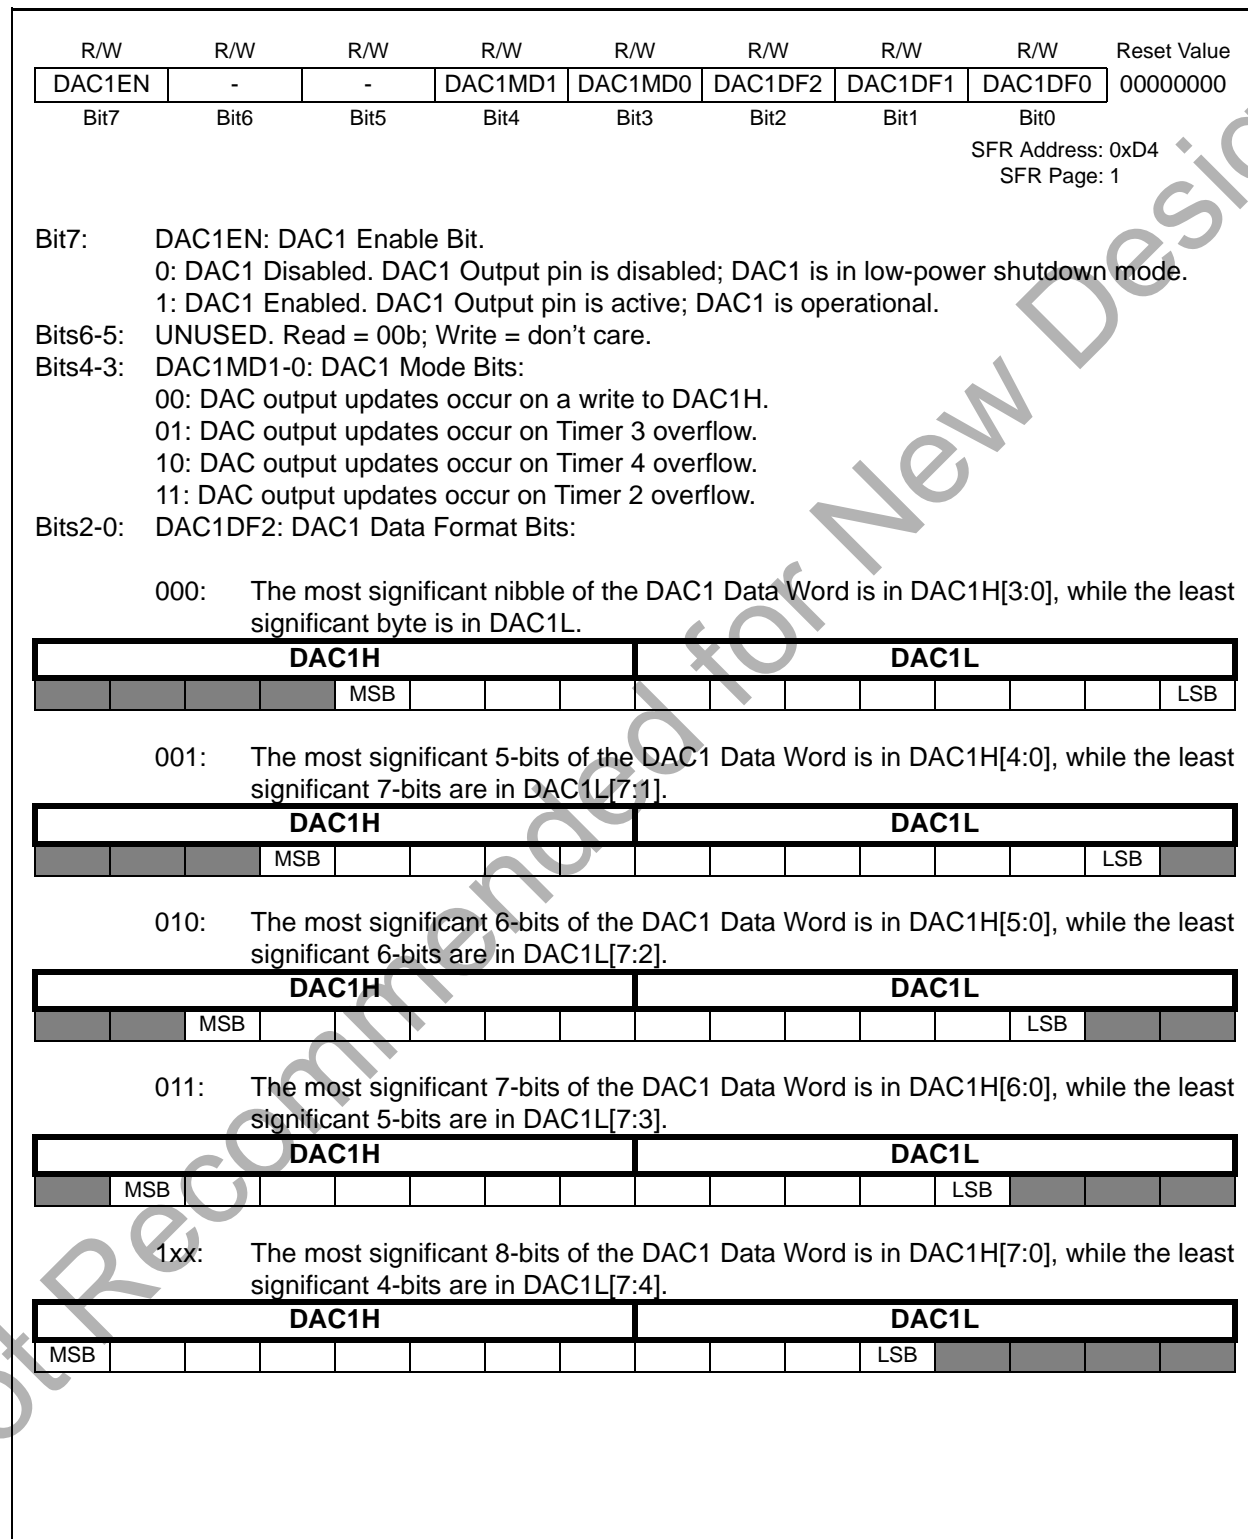 R/W R/W R/W R/W R/W R/W R/W R/W Reset Value
DAC1EN - - DAC1MD1 DAC1MD0 DAC1DF2 DAC1DF1 DAC1DF0 00000000
Bit7 Bit6 Bit5 Bit4 Bit3 Bit2 Bit1 Bit0
SFR Address: 0xD4
SFR Page: 1
Bit7: DAC1EN: DAC1 Enable Bit.
0: DAC1 Disabled. DAC1 Output pin is disabled; DAC1 is in low-power shutdown mode.
1: DAC1 Enabled. DAC1 Output pin is active; DAC1 is operational.
Bits6-5: UNUSED. Read = 00b; Write = don’t care.
Bits4-3: DAC1MD1-0: DAC1 Mode Bits:
00: DAC output updates occur on a write to DAC1H.
01: DAC output updates occur on Timer 3 overflow.
10: DAC output updates occur on Timer 4 overflow.
11: DAC output updates occur on Timer 2 overflow.
Bits2-0: DAC1DF2: DAC1 Data Format Bits:
000: The most significant nibble of the DAC1 Data Word is in DAC1H[3:0], while the least
significant byte is in DAC1L.
DAC1H DAC1L
MSB LSB
001: The most significant 5-bits of the DAC1 Data Word is in DAC1H[4:0], while the least
significant 7-bits are in DAC1L[7:1].
DAC1H DAC1L
MSB LSB
010: The most significant 6-bits of the DAC1 Data Word is in DAC1H[5:0], while the least
significant 6-bits are in DAC1L[7:2].
DAC1H DAC1L
MSB LSB
011: The most significant 7-bits of the DAC1 Data Word is in DAC1H[6:0], while the least
significant 5-bits are in DAC1L[7:3].
DAC1H DAC1L
MSB LSB
1xx: The most significant 8-bits of the DAC1 Data Word is in DAC1H[7:0], while the least
significant 4-bits are in DAC1L[7:4].
DAC1H DAC1L
MSB LSB
Recommended for New